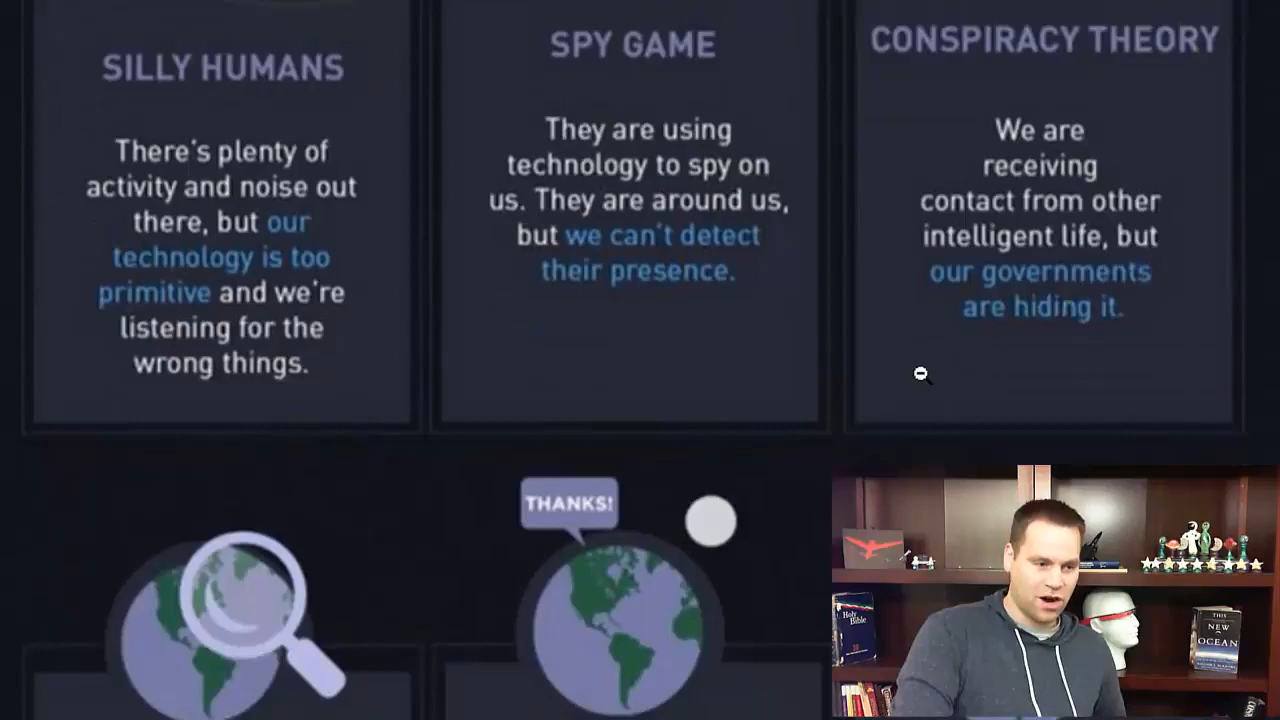 SILLY HUMANS
There's plenty of
activity and noise out
there, but our
technology is too
primitive and we're
listening for the
wrong things.
SPY GAME
They are using
technology to spy on
us. They are around us,
but we can't detect
their presence.
CONSPIRACY THEORY
We are
receiving
contact from other
intelligent life, but
our governments
are hiding it.
THANKS!
Holy
Bible
THIS
NEW
OCEAN